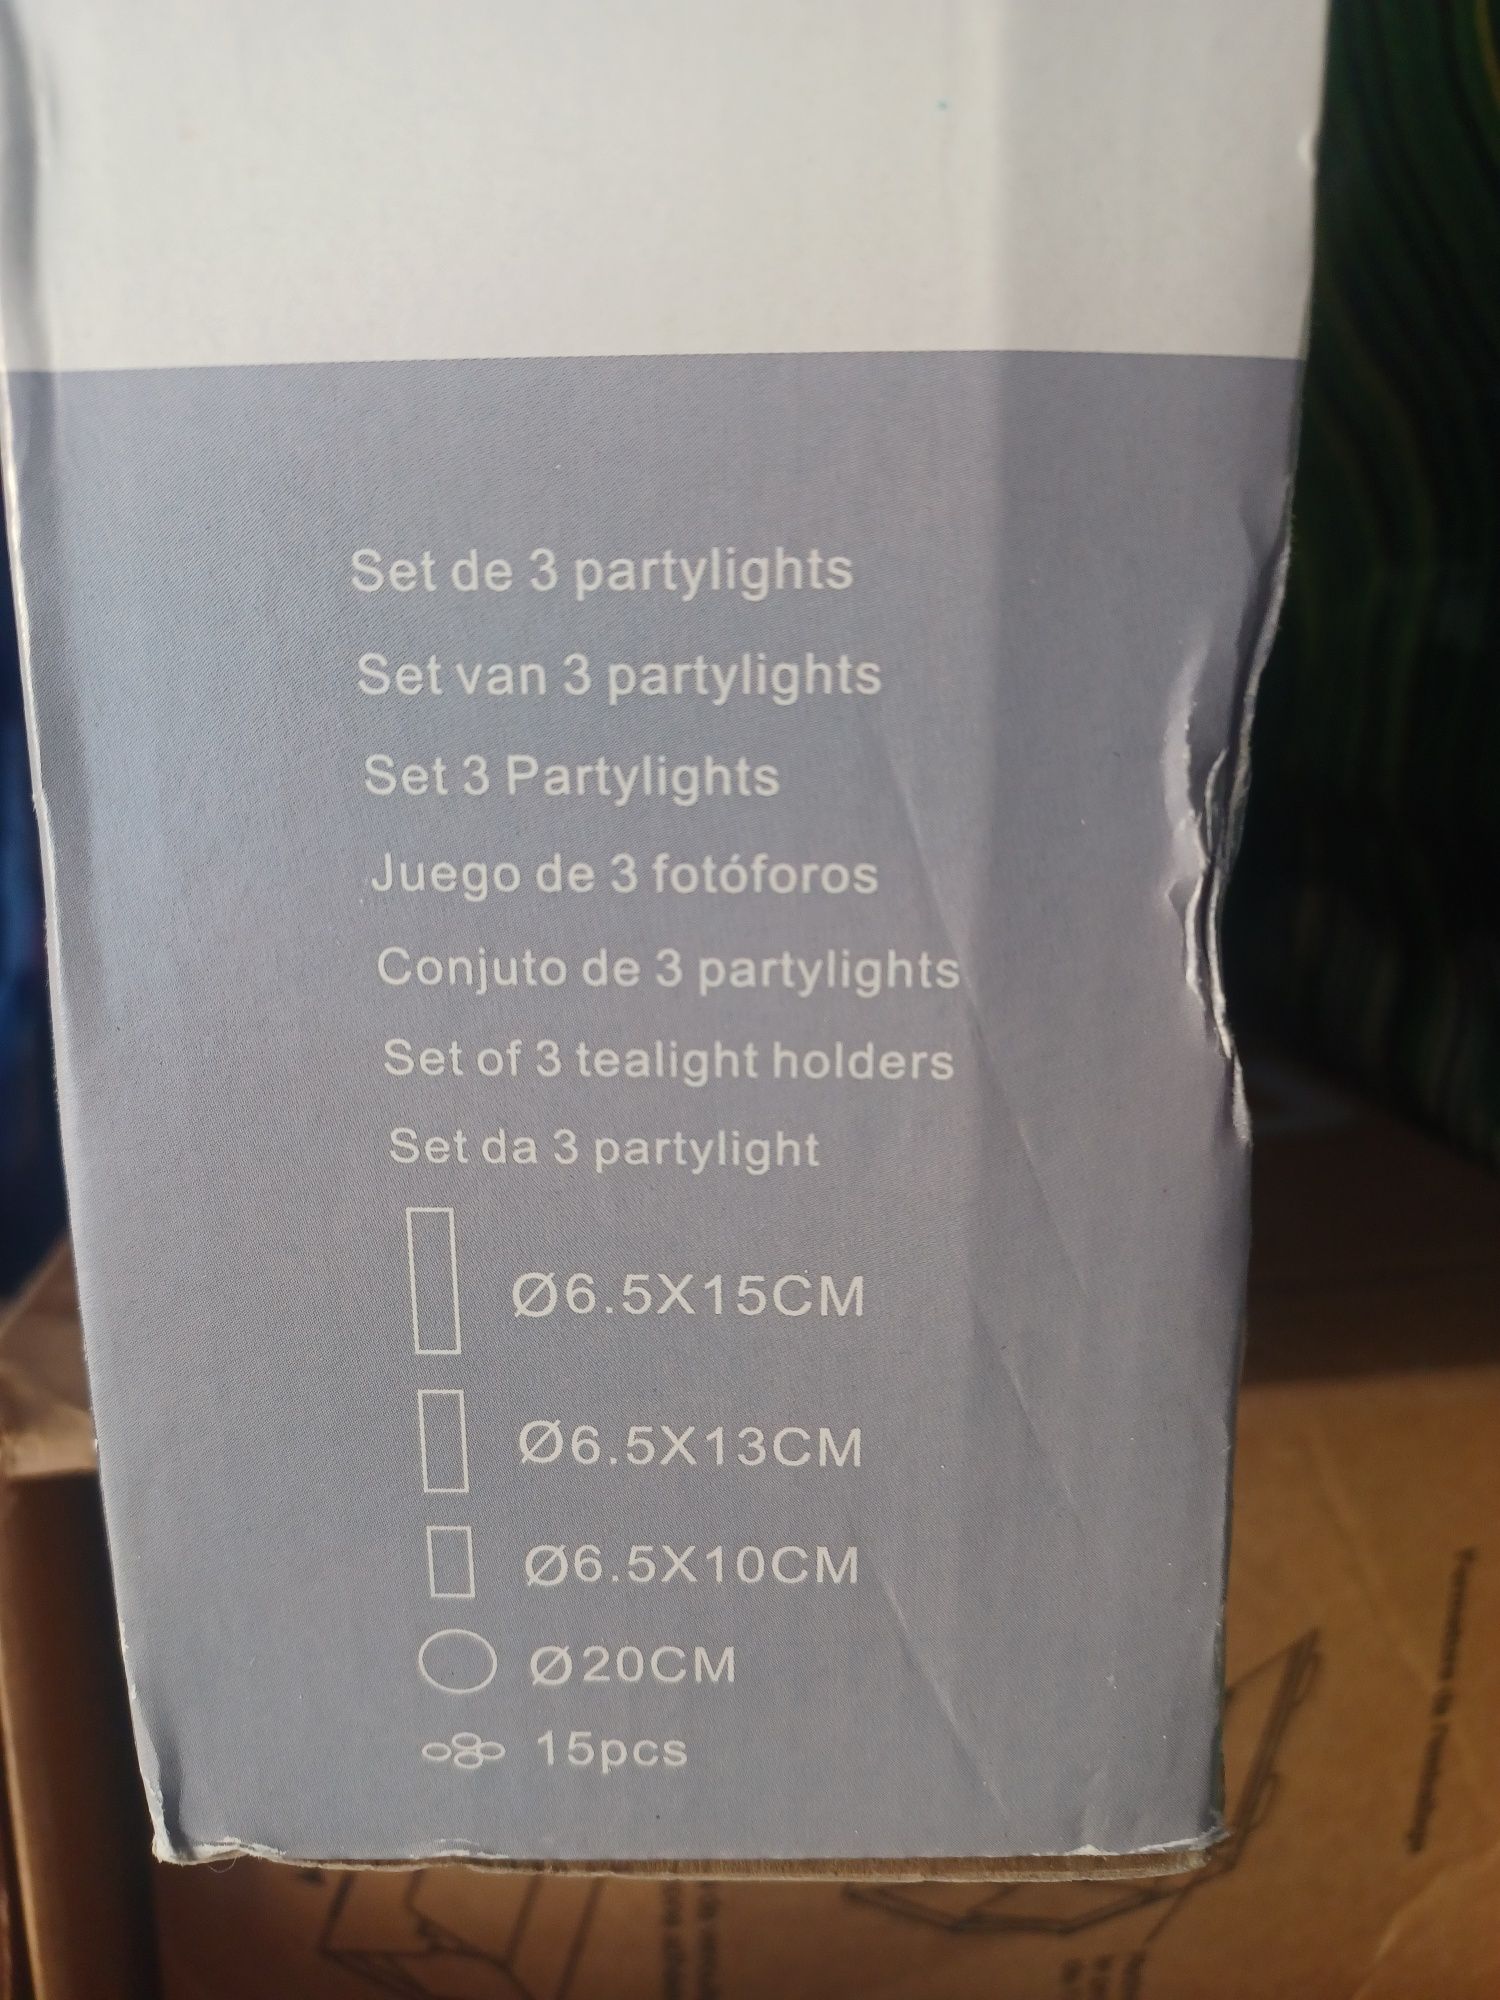 Set de 3 partylights
Set van 3 partylights
Set 3 Partylights
Juego de 3 fotóforos
Conjuto de 3 partylights
Set of 3 tealight holders
Set da 3 partylight
Ø6.5X15CM
Ø6.5X13CM
Ø6.5X10CM
Ø20CM
15pcs